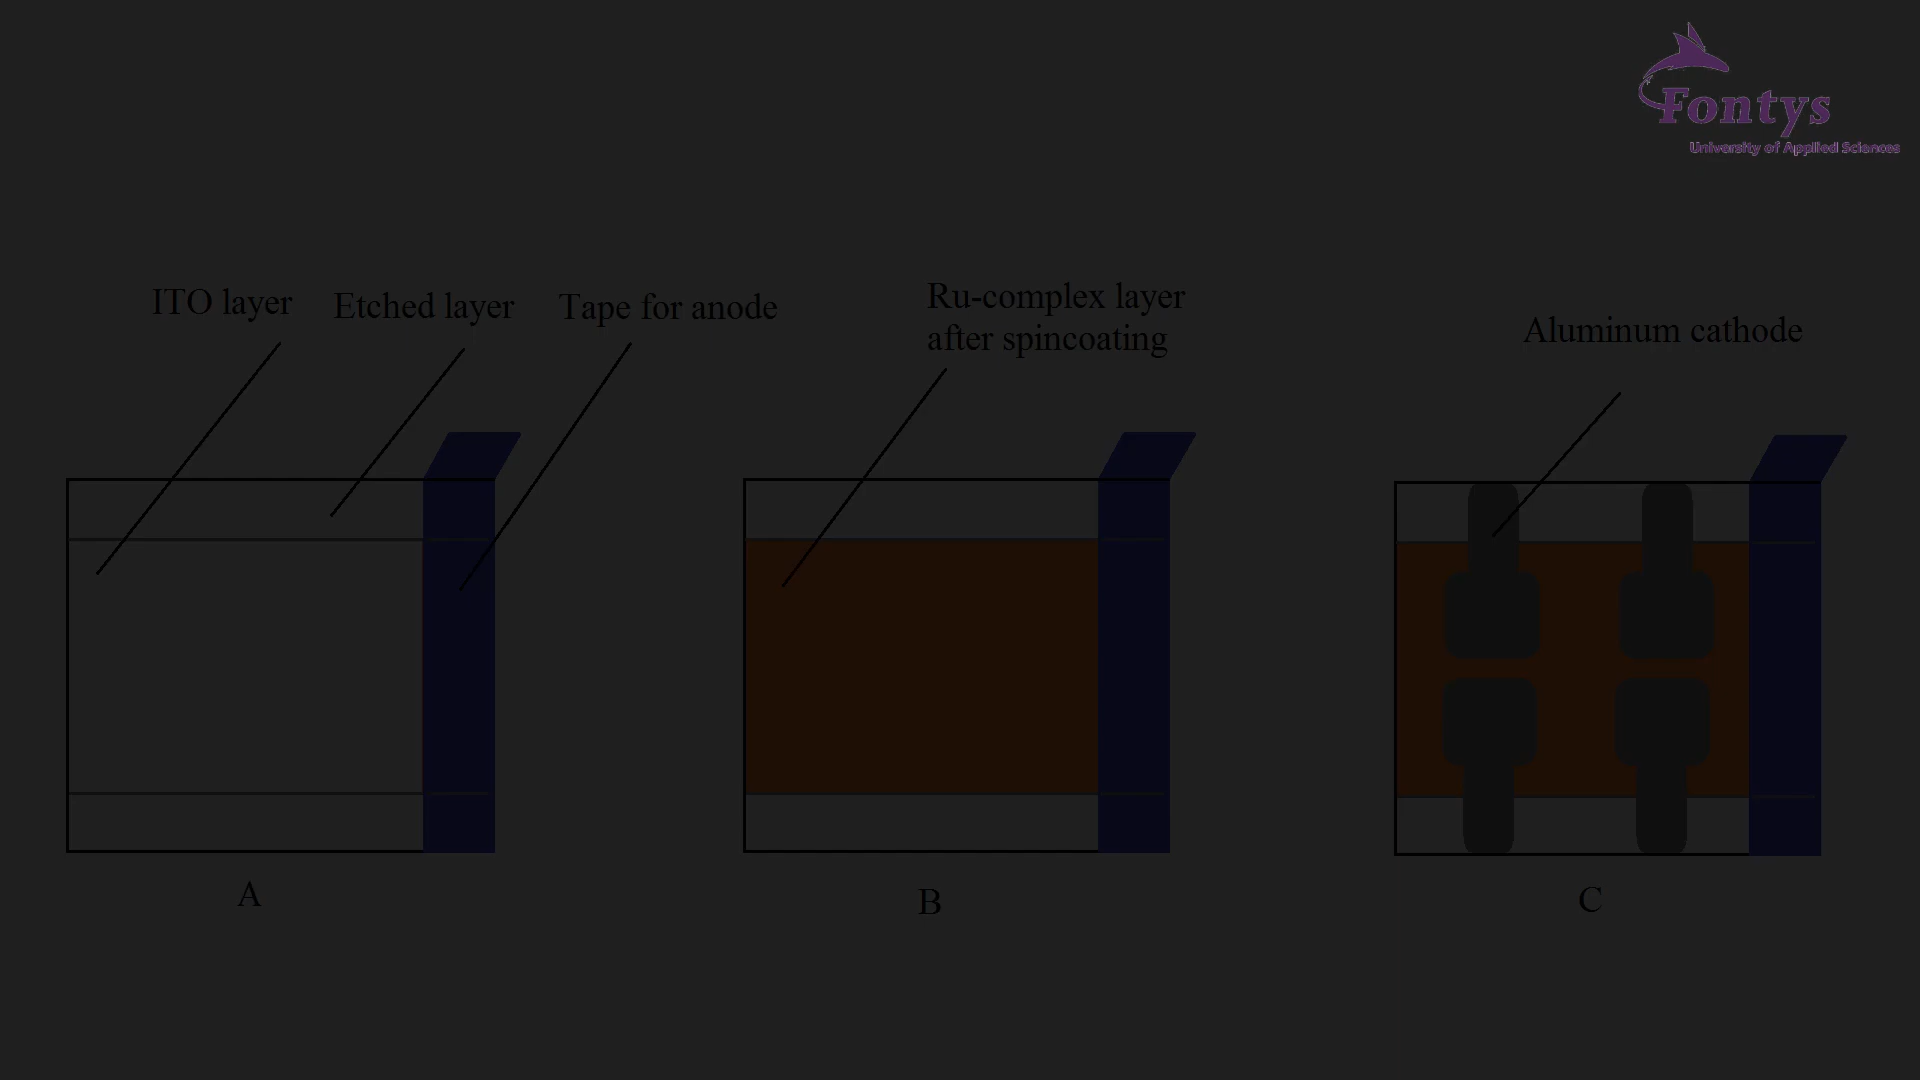 Fontys
University of Applied Sciences
ITO layer
Etched layer
Tape for anode
Ru-complex layer
after spincoating
Aluminum cathode
A
B
C